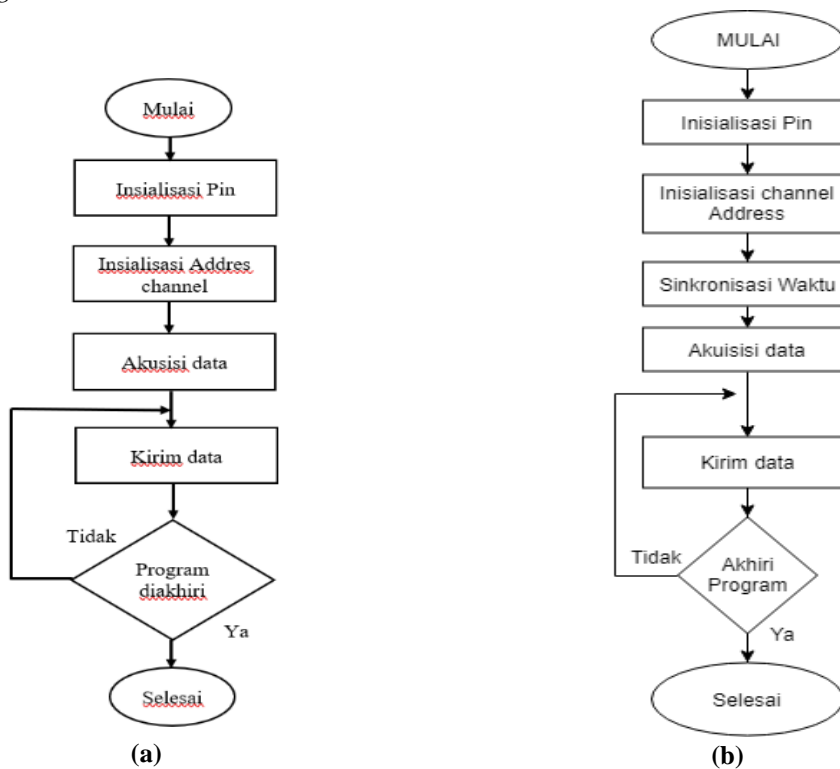 Mulai
Insialisasi Pin
Insialisasi Addres
channel
Akusisi data
Kirim data
Tidak
Program
diakhiri
Ya
Selesai
(a)
MULAI
Inisialisasi Pin
Inisialisasi channel
Address
Sinkronisasi Waktu
Akuisisi data
Kirim data
Tidak
Akhiri
Program
Ya
Selesai
(b)